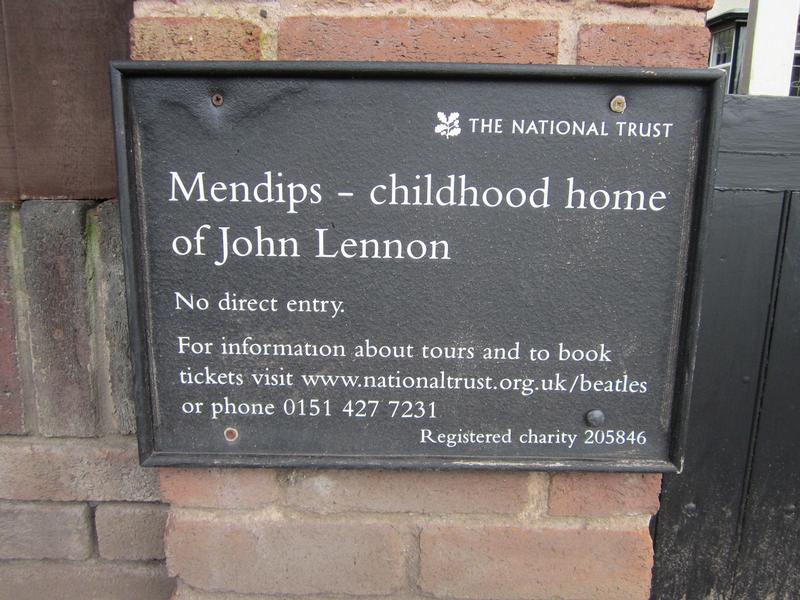 THE NATIONAL TRUST
Mendips - childhood home
of John Lennon
No direct entry.
For information about tours and to book
tickets visit www.nationaltrust.org.uk/beatles
or phone 0151 427 7231
Registered charity 205846